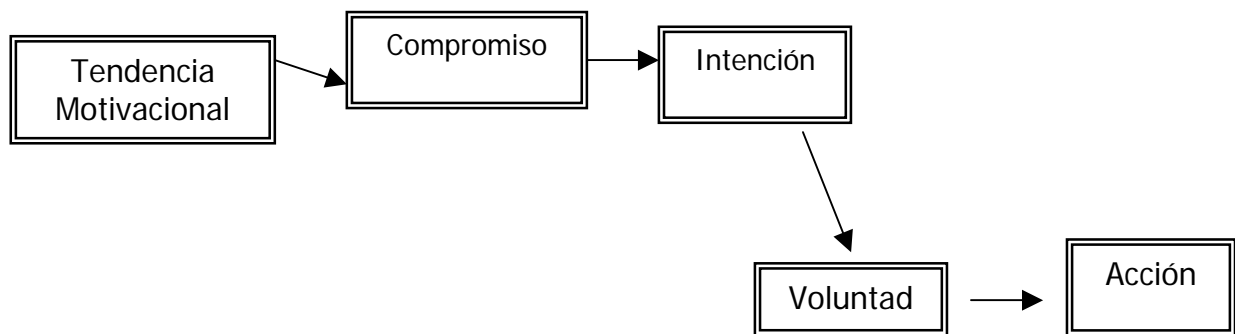 Tendencia
Motivacional
Compromiso
Intención
Voluntad
Acción